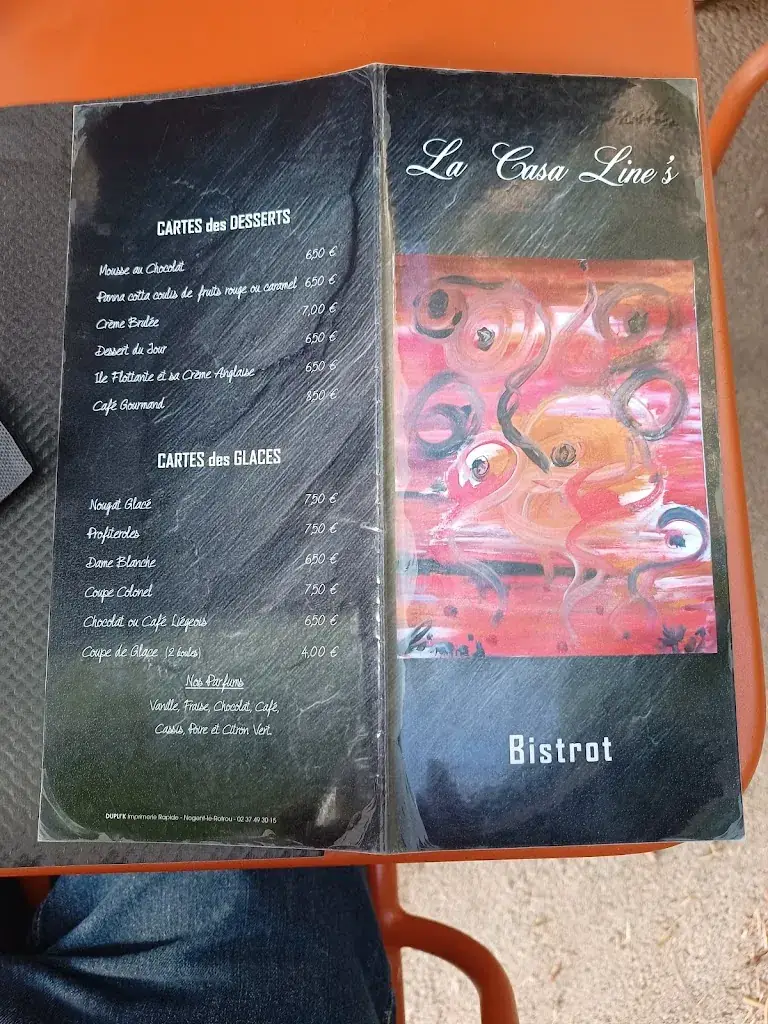 CARTES des DESSERTS
Mousse au Chocolat 6,50 €
Panna cotta coulis de fruits rouge ou caramel 6,50 €
Crème Brulée 7,00 €
Dessert du Jour 6,50 €
Ile Flottante et sa Crème Anglaise 6,50 €
Café Gourmand 8,50 €
CARTES des GLACES
Nougat Glacé 7,50 €
Profiteroles 7,50 €
Dame Blanche 6,50 €
Coupe Colonel 7,50 €
Chocolat ou Café Liégeois 6,50 €
Coupe de Glace (2 boules) 4,00 €
Nos Parfums
Vanille, Fraise, Chocolat, Café,
Cassis, Poire et Citron Vert.
DUPLI'K Imprimerie Rapide - Nogent-le-Rotrou - 02 37 49 30 15
La Casa Line's
Bistrot